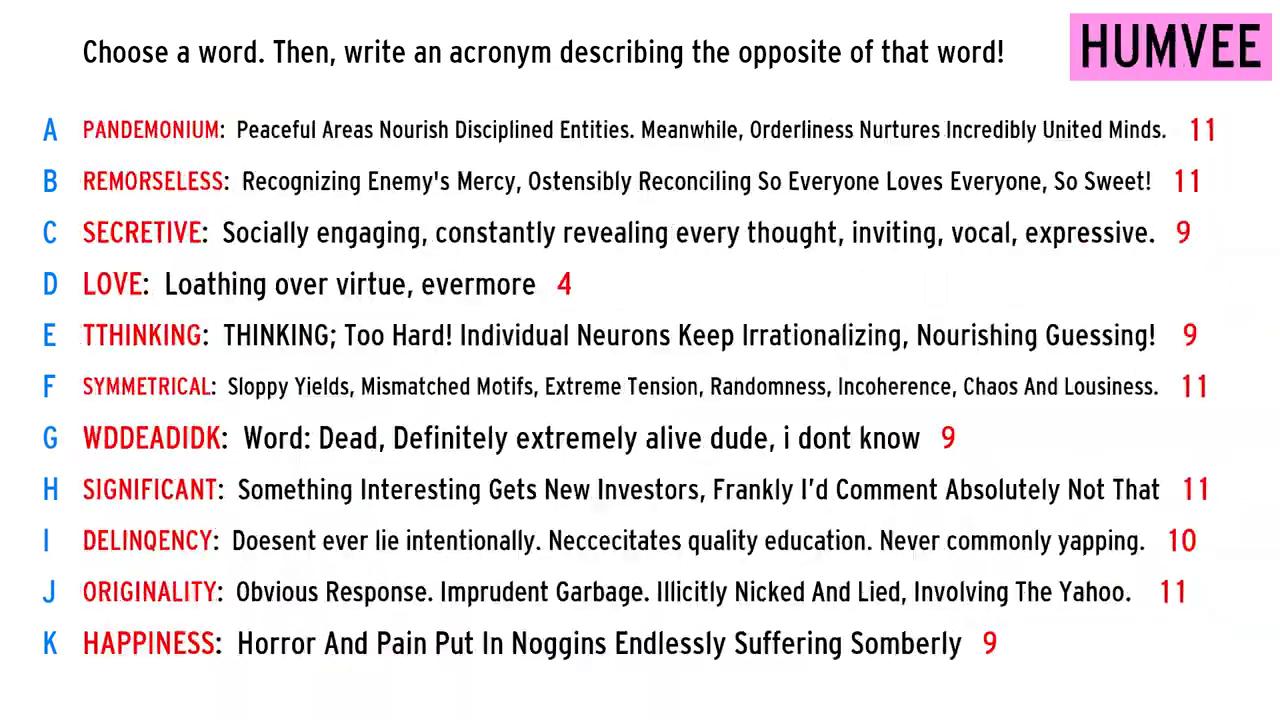 Choose a word. Then, write an acronym describing the opposite of that word!
HUMVEE
A PANDEMONIUM: Peaceful Areas Nourish Disciplined Entities. Meanwhile, Orderliness Nurtures Incredibly United Minds. 11
B REMORSELESS: Recognizing Enemy's Mercy, Ostensibly Reconciling So Everyone Loves Everyone, So Sweet! 11
C SECRETIVE: Socially engaging, constantly revealing every thought, inviting, vocal, expressive. 9
D LOVE: Loathing over virtue, evermore 4
E TTHINKING: THINKING; Too Hard! Individual Neurons Keep Irrationalizing, Nourishing Guessing! 9
F SYMMETRICAL: Sloppy Yields, Mismatched Motifs, Extreme Tension, Randomness, Incoherence, Chaos And Lousiness. 11
G WDDEADIDK: Word: Dead, Definitely extremely alive dude, i dont know 9
H SIGNIFICANT: Something Interesting Gets New Investors, Frankly I’d Comment Absolutely Not That 11
I DELINQENCY: Doesent ever lie intentionally. Neccecitates quality education. Never commonly yapping. 10
J ORIGINALITY: Obvious Response. Imprudent Garbage. Illicitly Nicked And Lied, Involving The Yahoo. 11
K HAPPINESS: Horror And Pain Put In Noggins Endlessly Suffering Somberly 9